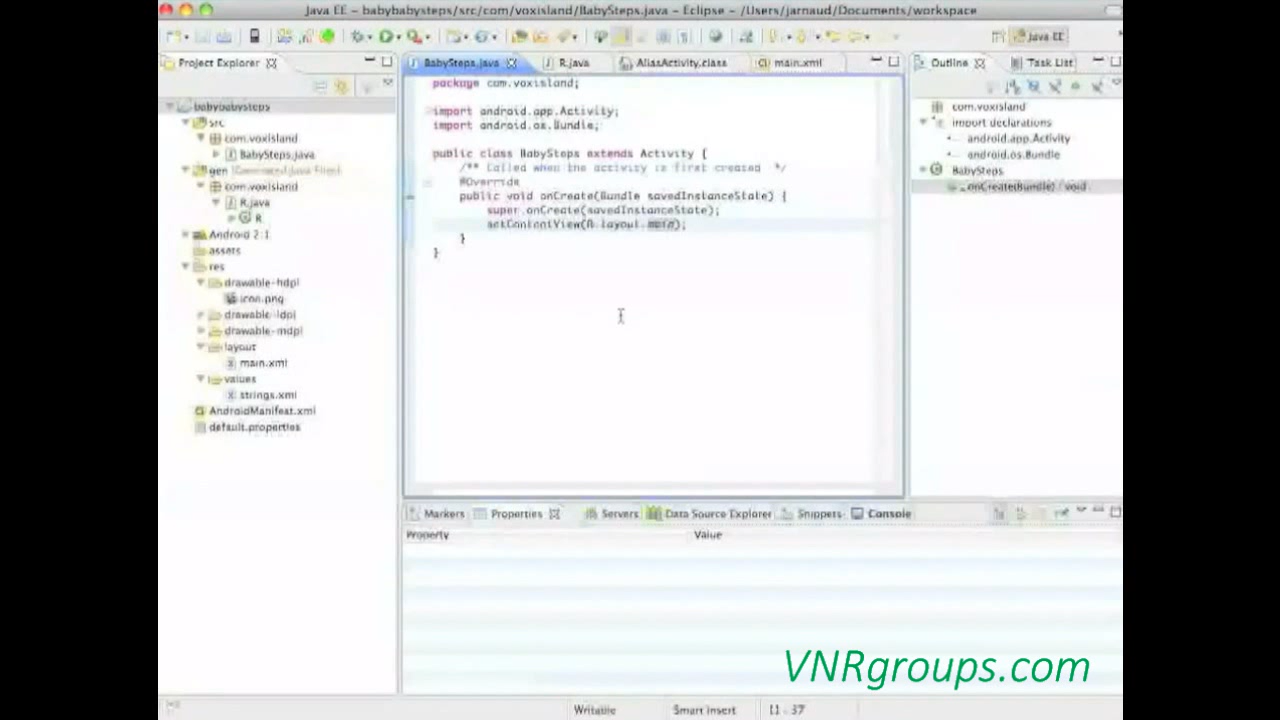 Java EE – babybabysteps/src/com/voxisland/BabySteps.java – Eclipse – /Users/jarnaud/Documents/workspace
Java EE
Project Explorer
babybabysteps
src
com.voxisland
BabySteps.java
gen [Generated Java Files]
com.voxisland
R.java
R
Android 2.1
assets
res
drawable-hdpi
icon.png
drawable-ldpi
drawable-mdpi
layout
main.xml
values
strings.xml
AndroidManifest.xml
default.properties
BabySteps.java
R.java
AliasActivity.class
main.xml
package com.voxisland;
import android.app.Activity;
import android.os.Bundle;
public class BabySteps extends Activity {
/** Called when the activity is first created */
@Override
public void onCreate(Bundle savedInstanceState) {
super.onCreate(savedInstanceState);
setContentView(R.layout.main);
}
}
Outline
Task List
com.voxisland
import declarations
android.app.Activity
android.os.Bundle
BabySteps
onCreate(Bundle) : void
Markers
Properties
Servers
Data Source Explorer
Snippets
Console
Property Value
VNRgroups.com
Writable
Smart Insert
11 : 37